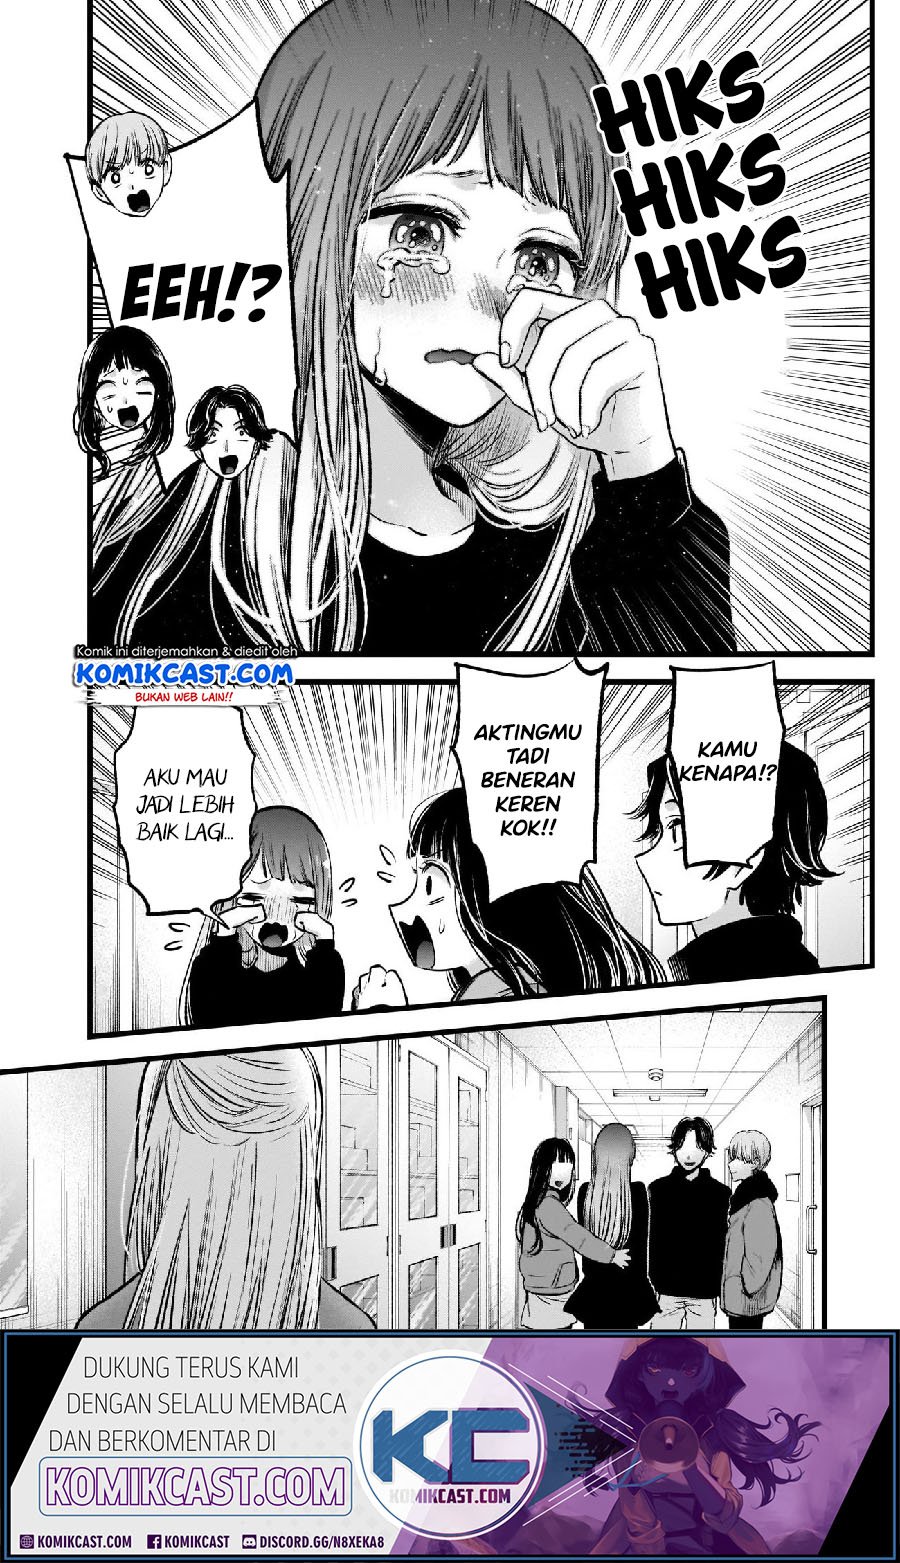 HIKS
HIKS
HIKS
EEH!?
Komik ini diterjemahkan & diedit oleh
KOMIKCAST.COM
BUKAN WEB LAIN!!
KAMU
KENAPA!?
AKTINGMU
TADI
BENERAN
KEREN
KOK!!
AKU MAU
JADI LEBIH
BAIK LAGI...
DUKUNG TERUS KAMI
DENGAN SELALU MEMBACA
DAN BERKOMENTAR DI
KOMIKCAST.COM
KC
KOMIKCAST.COM
KOMIKCAST.COM
KOMIKCAST.COM
DISCORD.GG/N8XEKA8